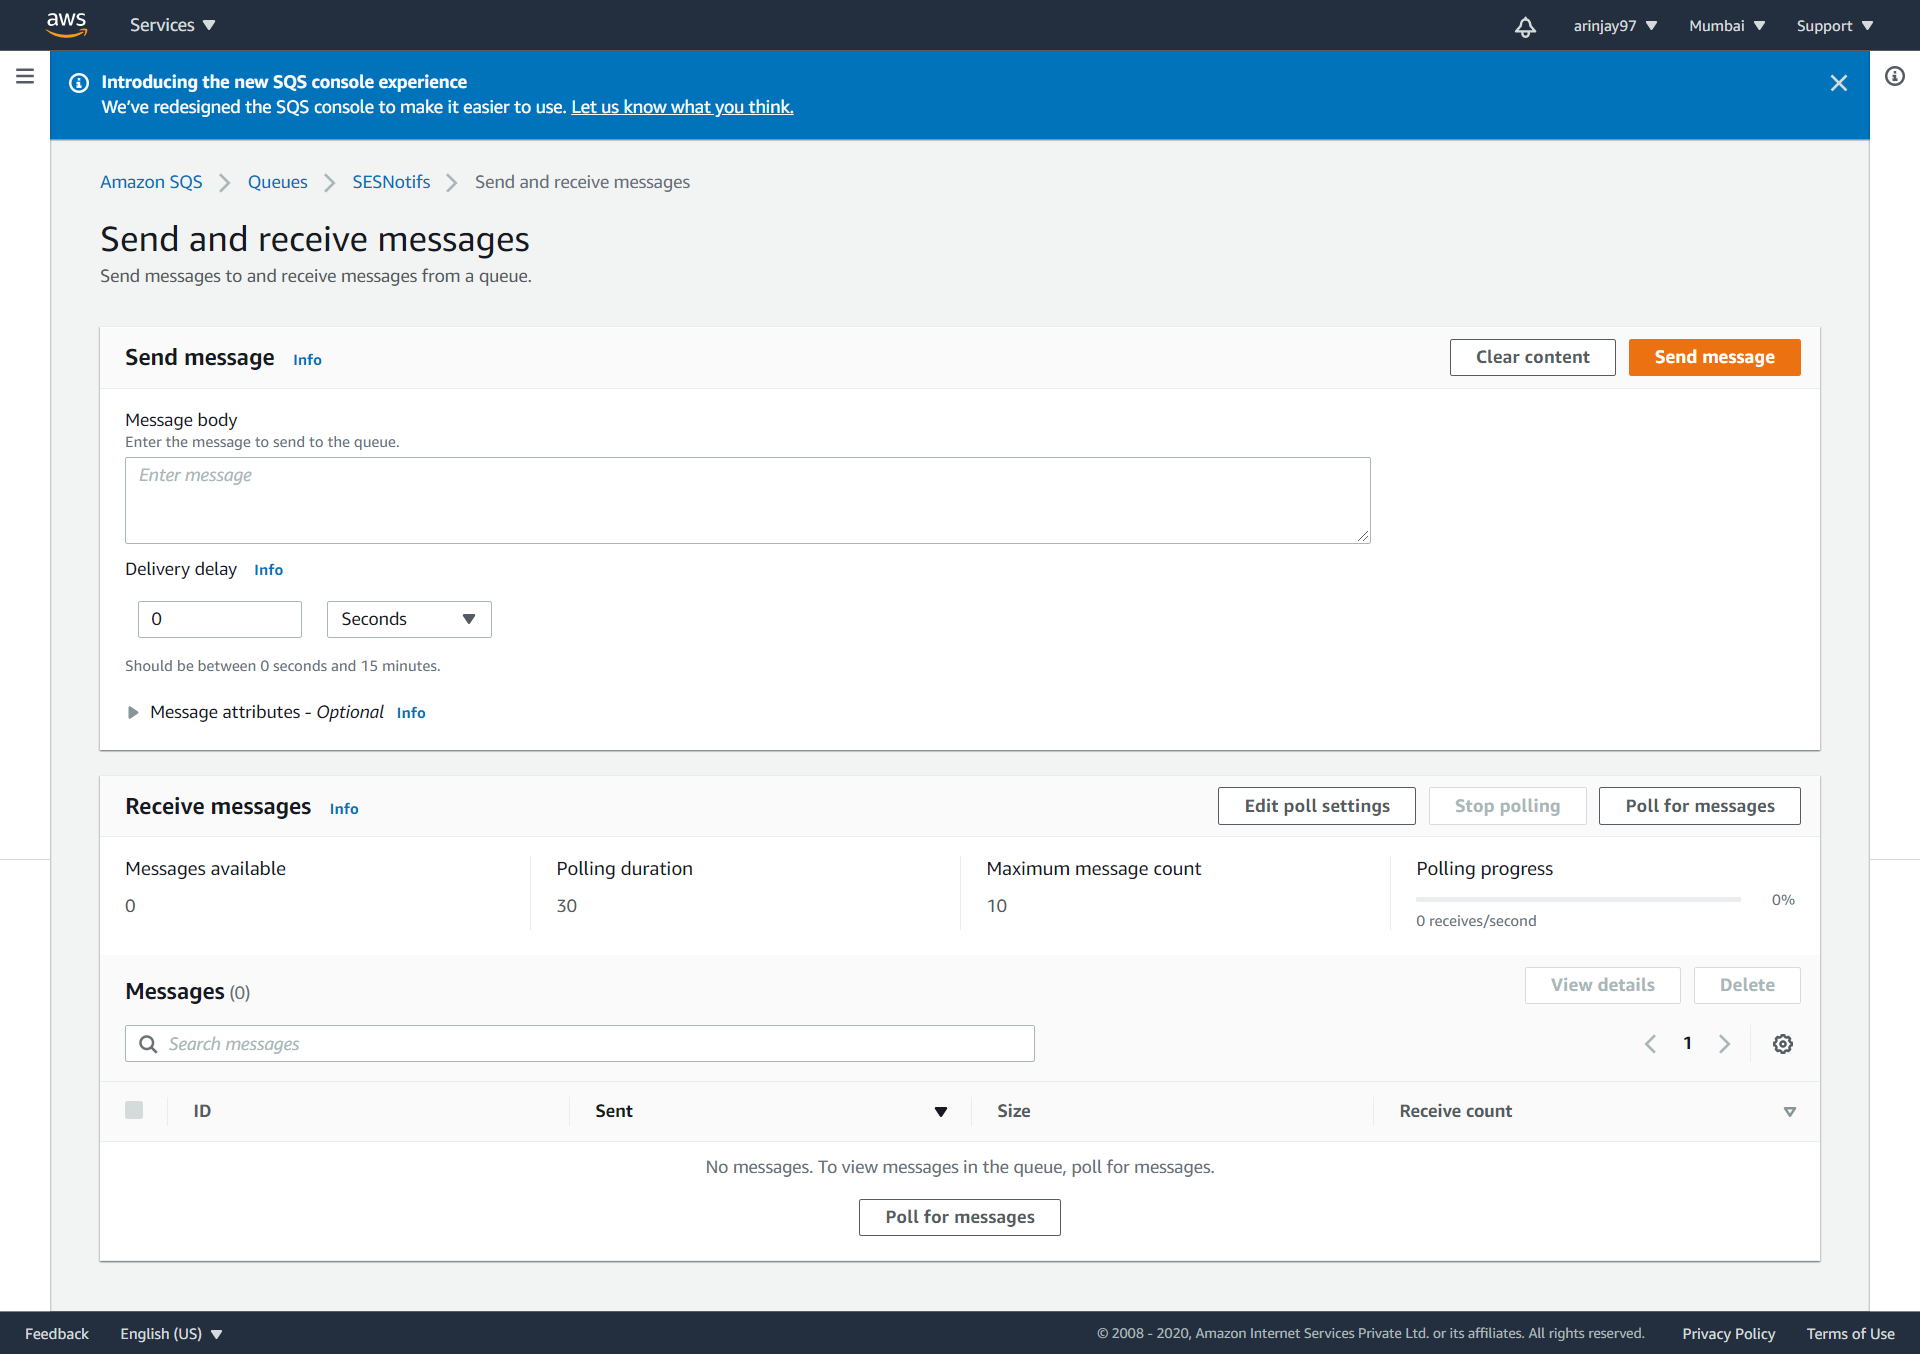 aws Services arinjay97 Mumbai Support
Introducing the new SQS console experience
We've redesigned the SQS console to make it easier to use. Let us know what you think.
Amazon SQS Queues SESNotifs Send and receive messages
Send and receive messages
Send messages to and receive messages from a queue.
Send message Info Clear content Send message
Message body
Enter the message to send to the queue.
Enter message
Delivery delay Info
0 Seconds
Should be between 0 seconds and 15 minutes.
Message attributes - Optional Info
Receive messages Info Edit poll settings Stop polling Poll for messages
Messages available Polling duration Maximum message count Polling progress
0 30 10 0%
0 receives/second
Messages (0) View details Delete
Search messages 1
ID Sent Size Receive count
No messages. To view messages in the queue, poll for messages.
Poll for messages
Feedback English (US) © 2008 - 2020, Amazon Internet Services Private Ltd. or its affiliates. All rights reserved. Privacy Policy Terms of Use